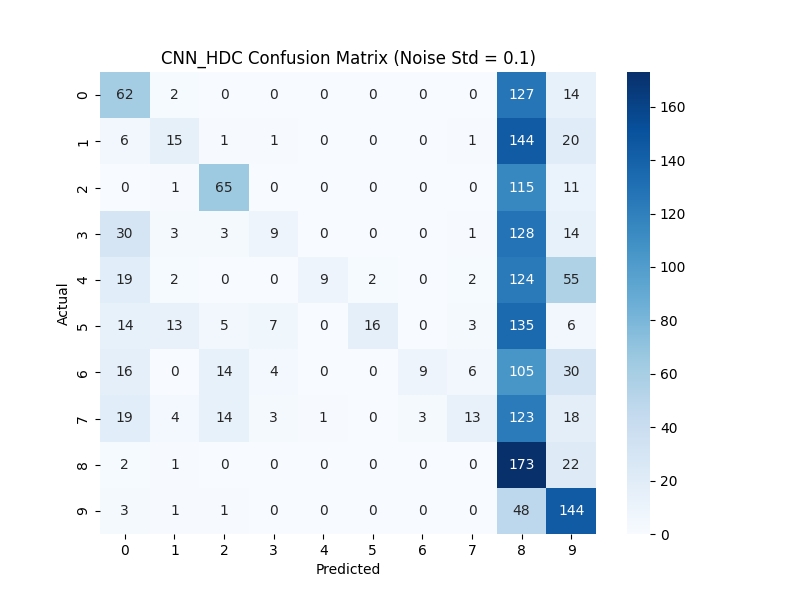 CNN_HDC Confusion Matrix (Noise Std = 0.1)
0 62 2 0 0 0 0 0 0 127 14
1 6 15 1 1 0 0 0 1 144 20
2 0 1 65 0 0 0 0 0 115 11
3 30 3 3 9 0 0 0 1 128 14
4 19 2 0 0 9 2 0 2 124 55
5 14 13 5 7 0 16 0 3 135 6
6 16 0 14 4 0 0 9 6 105 30
7 19 4 14 3 1 0 3 13 123 18
8 2 1 0 0 0 0 0 0 173 22
9 3 1 1 0 0 0 0 0 48 144
0 1 2 3 4 5 6 7 8 9
Predicted
Actual
160
140
120
100
80
60
40
20
0